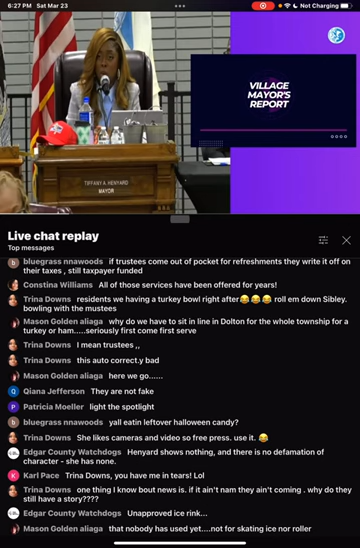 6:27 PM Sat Mar 23
Not Charging
VILLAGE
MAYOR'S
REPORT
TIFFANY A. HENYARD
MAYOR
Live chat replay
Top messages
bluegrass nnawoods if trustees come out of pocket for refreshments they write it off on
their taxes , still taxpayer funded
Constina Williams All of those services have been offered for years!
Trina Downs residents we having a turkey bowl right after😂😂😂 roll em down Sibley.
bowling with the mustees
Mason Golden aliaga why do we have to sit in line in Dolton for the whole township for a
turkey or ham.....seriously first come first serve
Trina Downs I mean trustees ,,
Trina Downs this auto correct.y bad
Mason Golden aliaga here we go......
Qiana Jefferson They are not fake
Patricia Moeller light the spotlight
bluegrass nnawoods yall eatin leftover halloween candy?
Trina Downs She likes cameras and video so free press. use it. 😂
Edgar County Watchdogs Henyard shows nothing, and there is no defamation of
character - she has none.
Karl Pace Trina Downs, you have me in tears! Lol
Trina Downs one thing I know bout news is. if it ain't nam they ain't coming . why do they
still have a story????
Edgar County Watchdogs Unapproved ice rink...
Mason Golden aliaga that nobody has used yet....not for skating ice nor roller